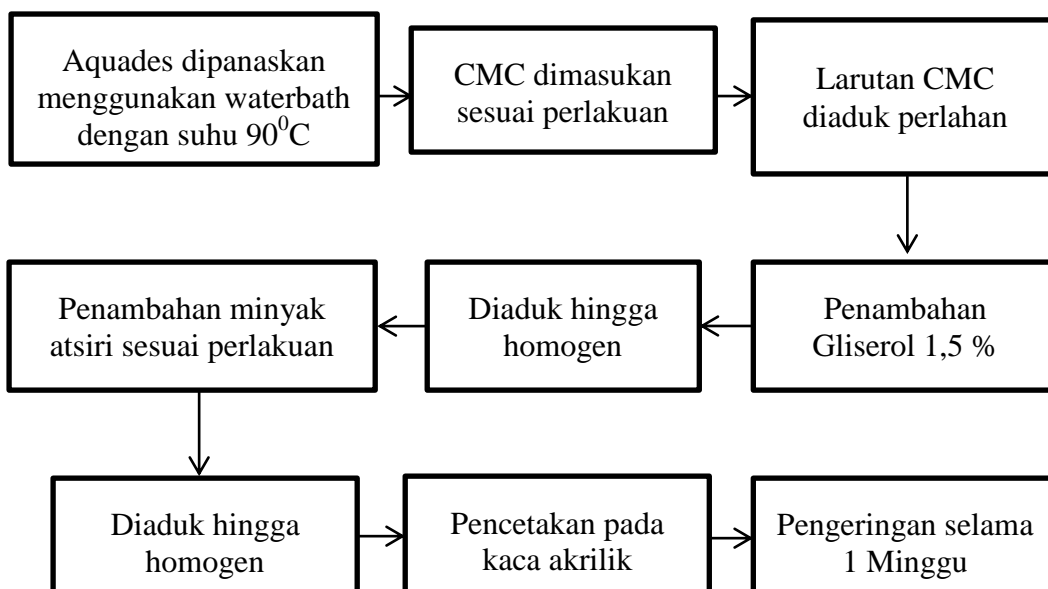 Aquades dipanaskan
menggunakan waterbath
dengan suhu 90⁰C
CMC dimasukan
sesuai perlakuan
Larutan CMC
diaduk perlahan
Penambahan
Gliserol 1,5 %
Diaduk hingga
homogen
Penambahan minyak
atsiri sesuai perlakuan
Diaduk hingga
homogen
Pencetakan pada
kaca akrilik
Pengeringan selama
1 Minggu